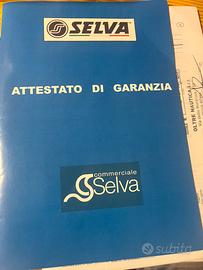 SELVA
ATTESTATO DI GARANZIA
commerciale
Selva
OLTRE NAUTICA
subito